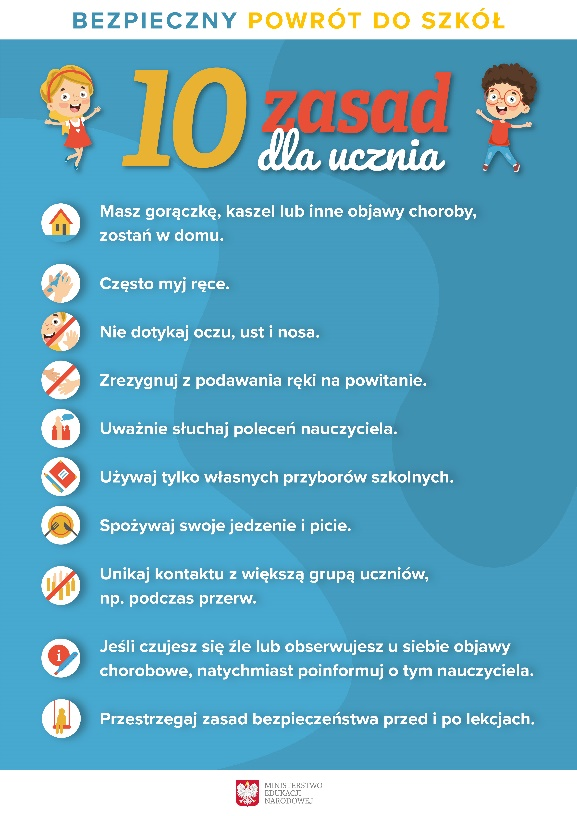 BEZPIECZNY POWRÓT DO SZKÓŁ
10 zasad
dla ucznia
Masz gorączkę, kaszel lub inne objawy choroby,
zostań w domu.
Często myj ręce.
Nie dotykaj oczu, ust i nosa.
Zrezygnuj z podawania ręki na powitanie.
Uważnie słuchaj poleceń nauczyciela.
Używaj tylko własnych przyborów szkolnych.
Spożywaj swoje jedzenie i picie.
Unikaj kontaktu z większą grupą uczniów,
np. podczas przerw.
Jeśli czujesz się źle lub obserwujesz u siebie objawy
chorobowe, natychmiast poinformuj o tym nauczyciela.
Przestrzegaj zasad bezpieczeństwa przed i po lekcjach.
MINISTERSTWO
EDUKACJI
NARODOWEJ